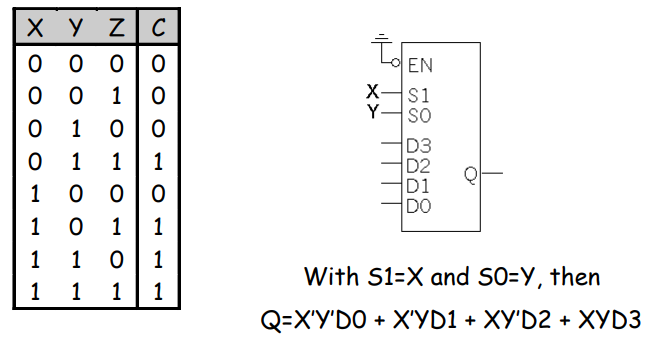 X Y Z C
0 0 0 0
0 0 1 0
0 1 0 0
0 1 1 1
1 0 0 0
1 0 1 1
1 1 0 1
1 1 1 1
EN
X S1
Y S0
D3
D2
Q
D1
D0
With S1=X and S0=Y, then
Q=X'Y'D0 + X'YD1 + XY'D2 + XYD3